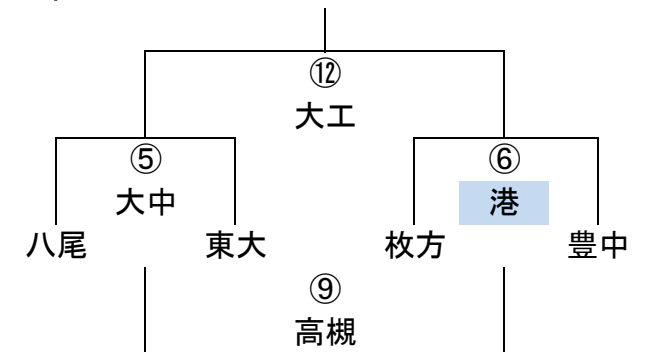 ⑫
大工
⑤ ⑥
大中 港
八尾 東大 枚方 豊中
⑨
高槻